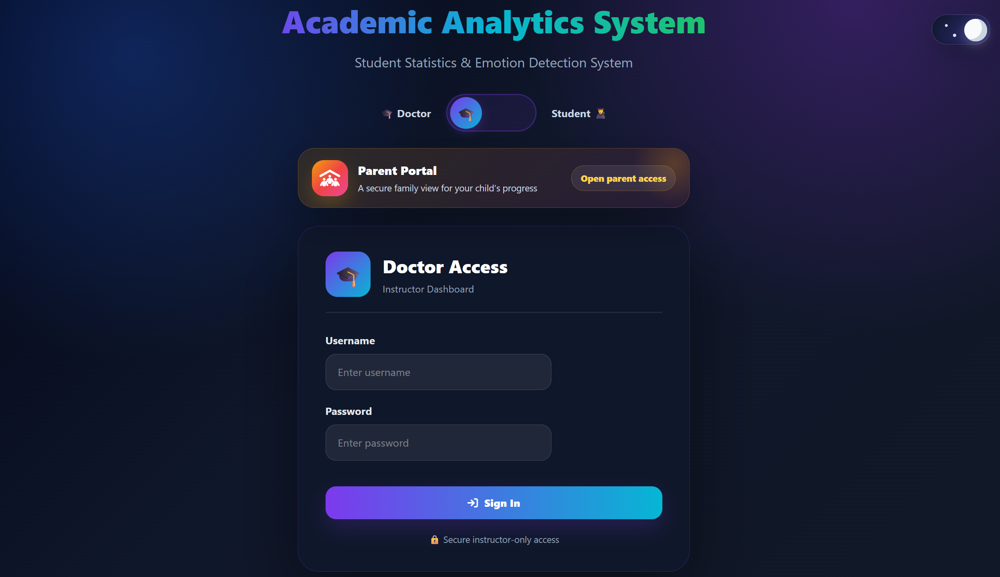 Academic Analytics System
Student Statistics & Emotion Detection System
Doctor
Student
Parent Portal
A secure family view for your child’s progress
Open parent access
Doctor Access
Instructor Dashboard
Username
Enter username
Password
Enter password
Sign In
Secure instructor-only access